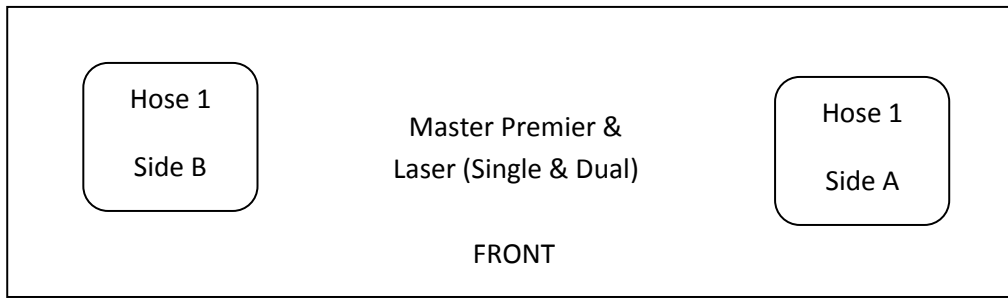 Hose 1
Side B
Master Premier &
Laser (Single & Dual)
Hose 1
Side A
FRONT